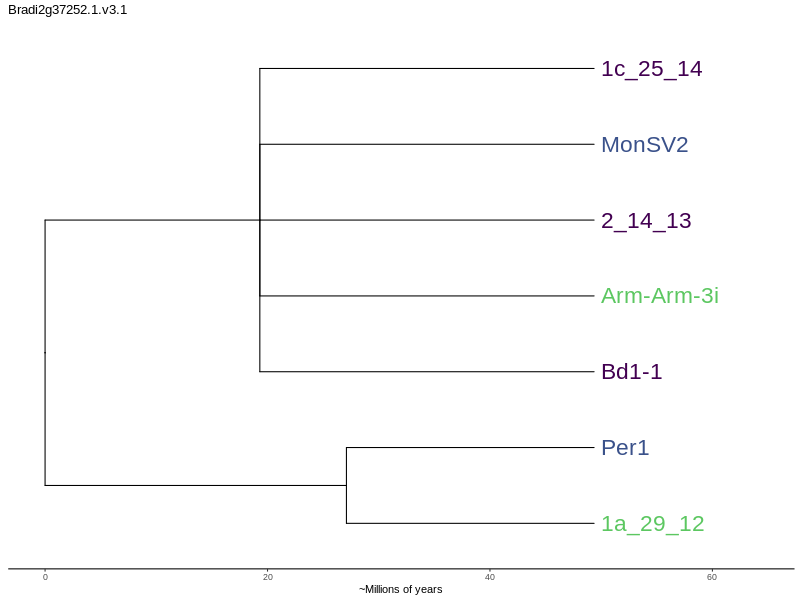 Bradi2g37252.1.v3.1
1c_25_14
MonSV2
2_14_13
Arm-Arm-3i
Bd1-1
Per1
1a_29_12
0 20 40 60
~Millions of years